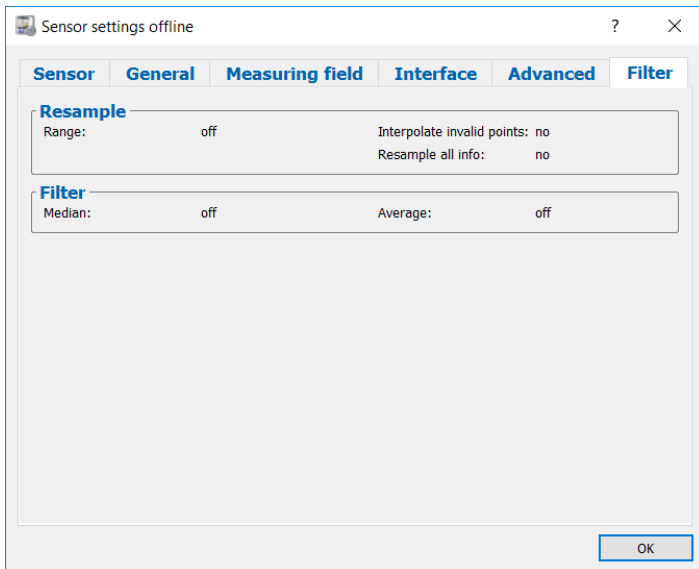 Sensor settings offline ?
Sensor General Measuring field Interface Advanced Filter
Resample
Range: off Interpolate invalid points: no
Resample all info: no
Filter
Median: off Average: off
OK